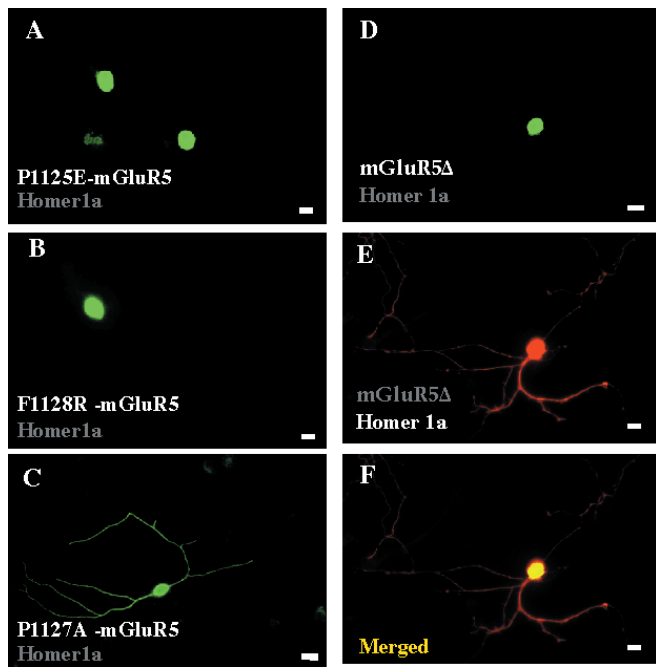 A
P1125E-mGluR5
Homer1a
B
F1128R -mGluR5
Homer1a
C
P1127A -mGluR5
Homer1a
D
mGluR5Δ
Homer 1a
E
mGluR5Δ
Homer 1a
F
Merged